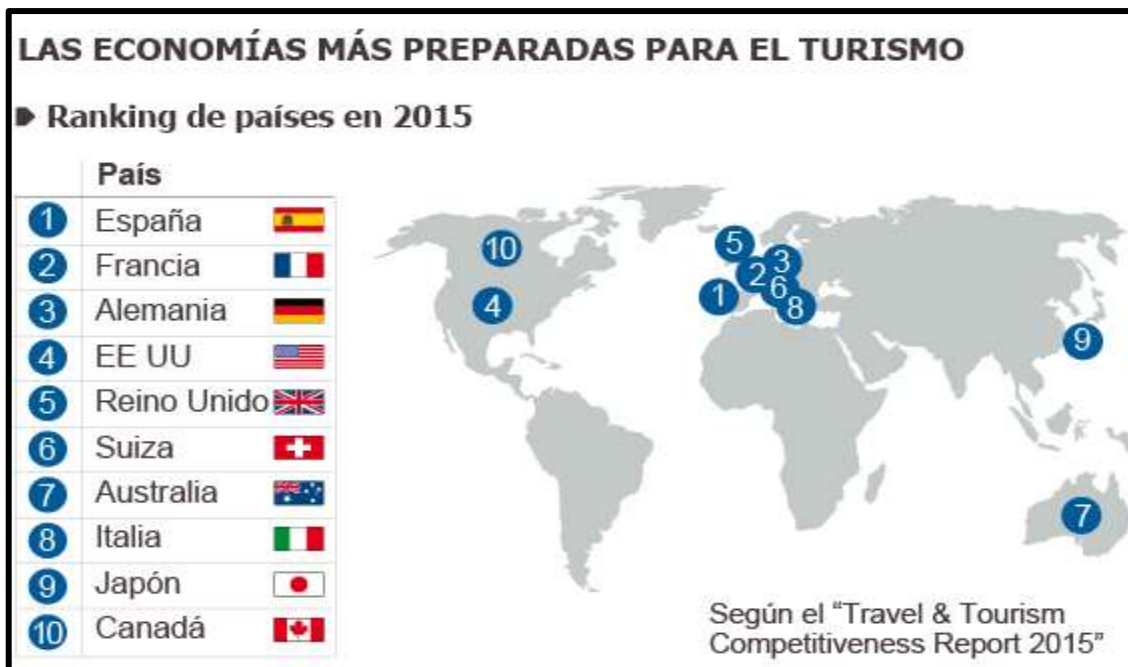 LAS ECONOMÍAS MÁS PREPARADAS PARA EL TURISMO
Ranking de países en 2015
País
1 España
2 Francia
3 Alemania
4 EE UU
5 Reino Unido
6 Suiza
7 Australia
8 Italia
9 Japón
10 Canadá
10
5
3
2
6
1
4
8
9
7
Según el “Travel & Tourism
Competitiveness Report 2015”